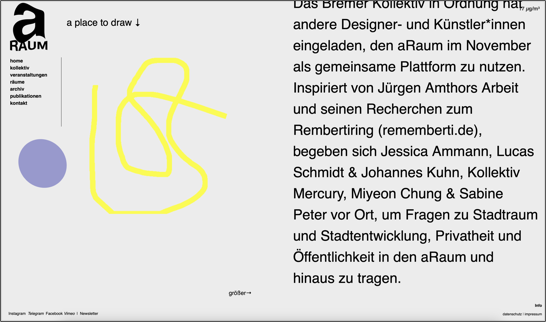 a
RAUM
a place to draw ↓
home
kollektiv
veranstaltungen
räume
archiv
publikationen
kontakt
größer→
Das Bremer Kollektiv in Ordnung hat
andere Designer- und Künstler*innen
eingeladen, den aRaum im November
als gemeinsame Plattform zu nutzen.
Inspiriert von Jürgen Amthors Arbeit
und seinen Recherchen zum
Rembertiring (rememberti.de),
begeben sich Jessica Ammann, Lucas
Schmidt & Johannes Kuhn, Kollektiv
Mercury, Miyeon Chung & Sabine
Peter vor Ort, um Fragen zu Stadtraum
und Stadtentwicklung, Privatheit und
Öffentlichkeit in den aRaum und
hinaus zu tragen.
µg/m³
Info
Instagram Telegram Facebook Vimeo | Newsletter
datenschutz | impressum